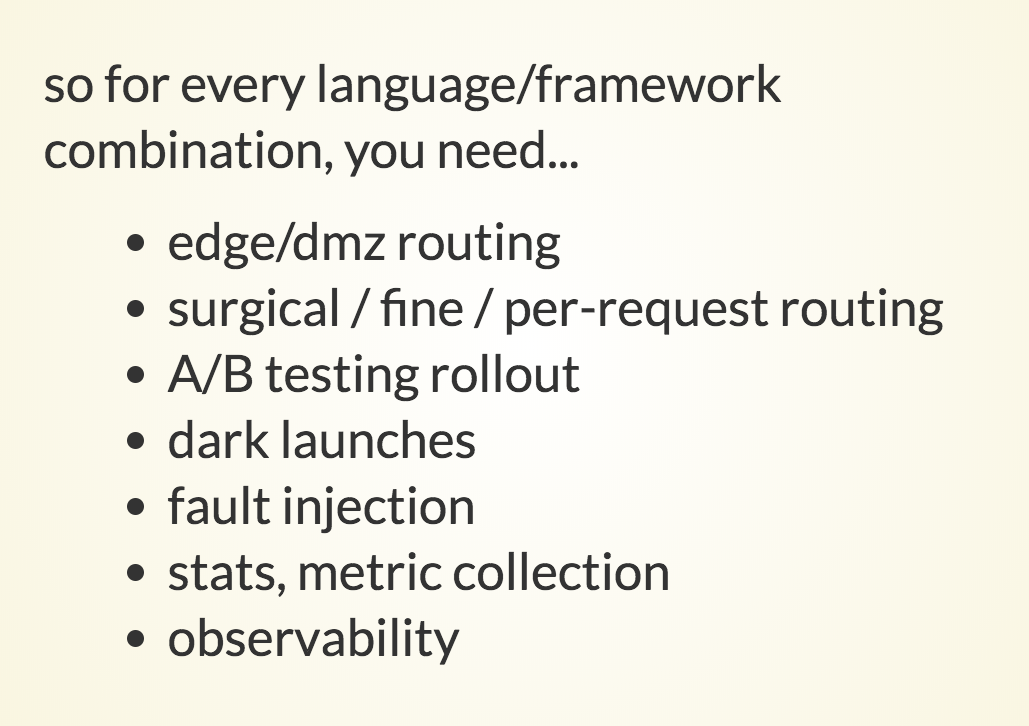 so for every language/framework
combination, you need...
• edge/dmz routing
• surgical / fine / per-request routing
• A/B testing rollout
• dark launches
• fault injection
• stats, metric collection
• observability